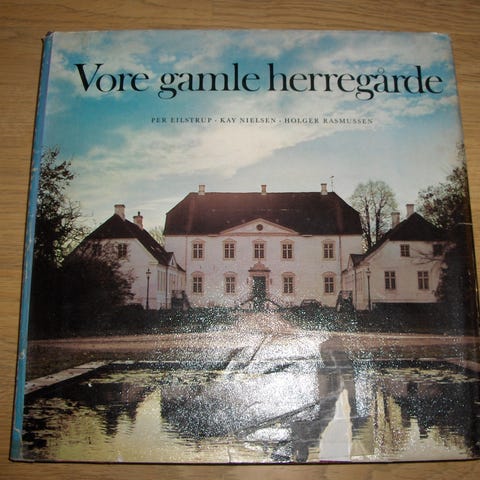 Vore gamle herregårde
PER EILSTRUP · KAY NIELSEN · HOLGER RASMUSSEN